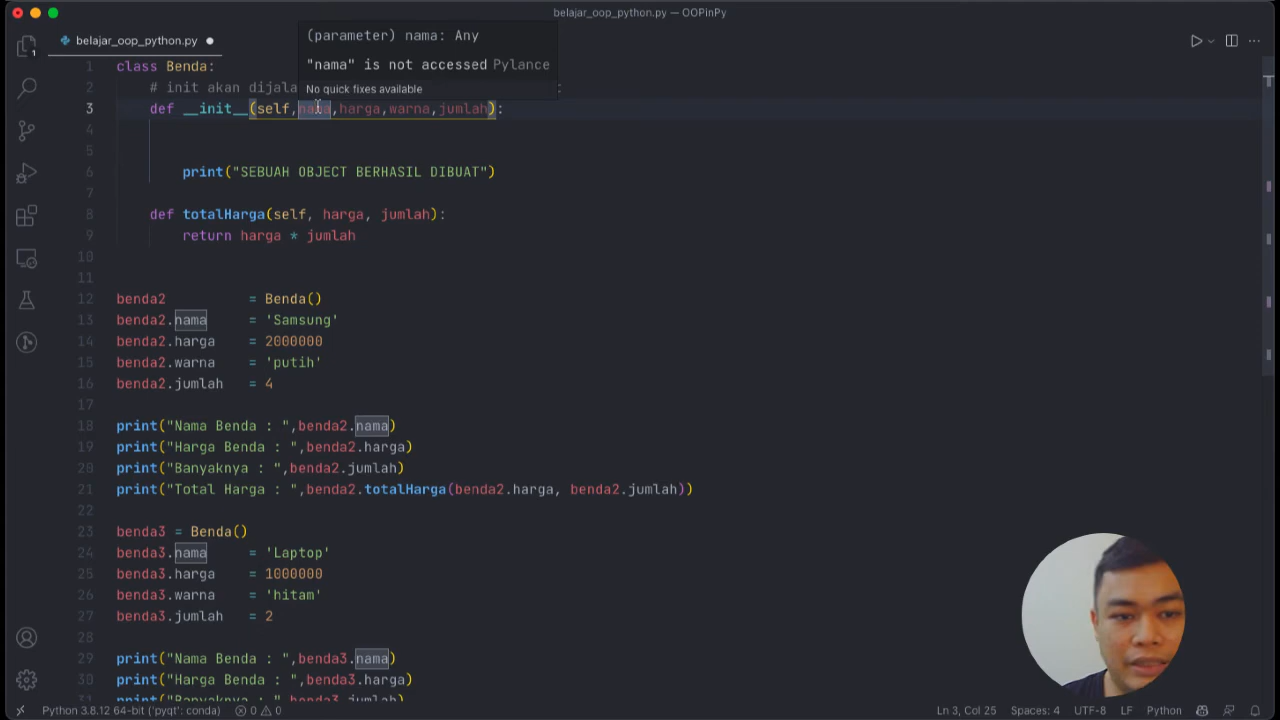 belajar_oop_python.py — OOPinPy
belajar_oop_python.py
(parameter) nama: Any
"nama" is not accessed Pylance
No quick fixes available
1 class Benda:
2 # init akan dijala :
3 def __init__(self,nama,harga,warna,jumlah):
4
5
6 print("SEBUAH OBJECT BERHASIL DIBUAT")
7
8 def totalHarga(self, harga, jumlah):
9 return harga * jumlah
10
11
12 benda2 = Benda()
13 benda2.nama = 'Samsung'
14 benda2.harga = 2000000
15 benda2.warna = 'putih'
16 benda2.jumlah = 4
17
18 print("Nama Benda : ",benda2.nama)
19 print("Harga Benda : ",benda2.harga)
20 print("Banyaknya : ",benda2.jumlah)
21 print("Total Harga : ",benda2.totalHarga(benda2.harga, benda2.jumlah))
22
23 benda3 = Benda()
24 benda3.nama = 'Laptop'
25 benda3.harga = 1000000
26 benda3.warna = 'hitam'
27 benda3.jumlah = 2
28
29 print("Nama Benda : ",benda3.nama)
30 print("Harga Benda : ",benda3.harga)
31 print("Banyaknya : ",benda3.jumlah)
Python 3.8.12 64-bit ('pyqt': conda) 0 0 Ln 3, Col 25 Spaces: 4 UTF-8 LF Python